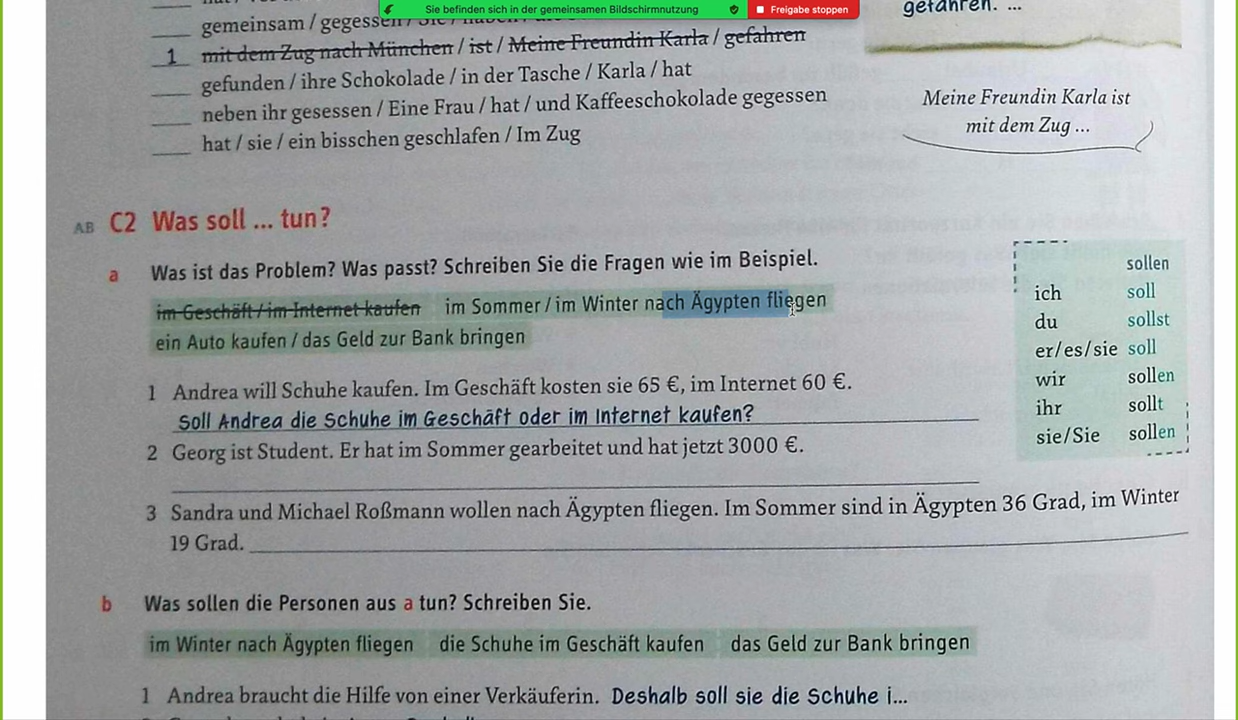 Sie befinden sich in der gemeinsamen Bildschirmnutzung
Freigabe stoppen
gemeinsam / gegessen / Sie / haben /
gefahren. ...
1 mit dem Zug nach München / ist / Meine Freundin Karla / gefahren
gefunden / ihre Schokolade / in der Tasche / Karla / hat
neben ihr gesessen / Eine Frau / hat / und Kaffeeschokolade gegessen
hat / sie / ein bisschen geschlafen / Im Zug
Meine Freundin Karla ist
mit dem Zug ...
AB C2 Was soll ... tun?
a Was ist das Problem? Was passt? Schreiben Sie die Fragen wie im Beispiel.
im Geschäft / im Internet kaufen im Sommer / im Winter nach Ägypten fliegen
ein Auto kaufen / das Geld zur Bank bringen
sollen
ich soll
du sollst
er/es/sie soll
wir sollen
ihr sollt
sie/Sie sollen
1 Andrea will Schuhe kaufen. Im Geschäft kosten sie 65 €, im Internet 60 €.
Soll Andrea die Schuhe im Geschäft oder im Internet kaufen?
2 Georg ist Student. Er hat im Sommer gearbeitet und hat jetzt 3000 €.
3 Sandra und Michael Roßmann wollen nach Ägypten fliegen. Im Sommer sind in Ägypten 36 Grad, im Winter
19 Grad.
b Was sollen die Personen aus a tun? Schreiben Sie.
im Winter nach Ägypten fliegen die Schuhe im Geschäft kaufen das Geld zur Bank bringen
1 Andrea braucht die Hilfe von einer Verkäuferin. Deshalb soll sie die Schuhe i...